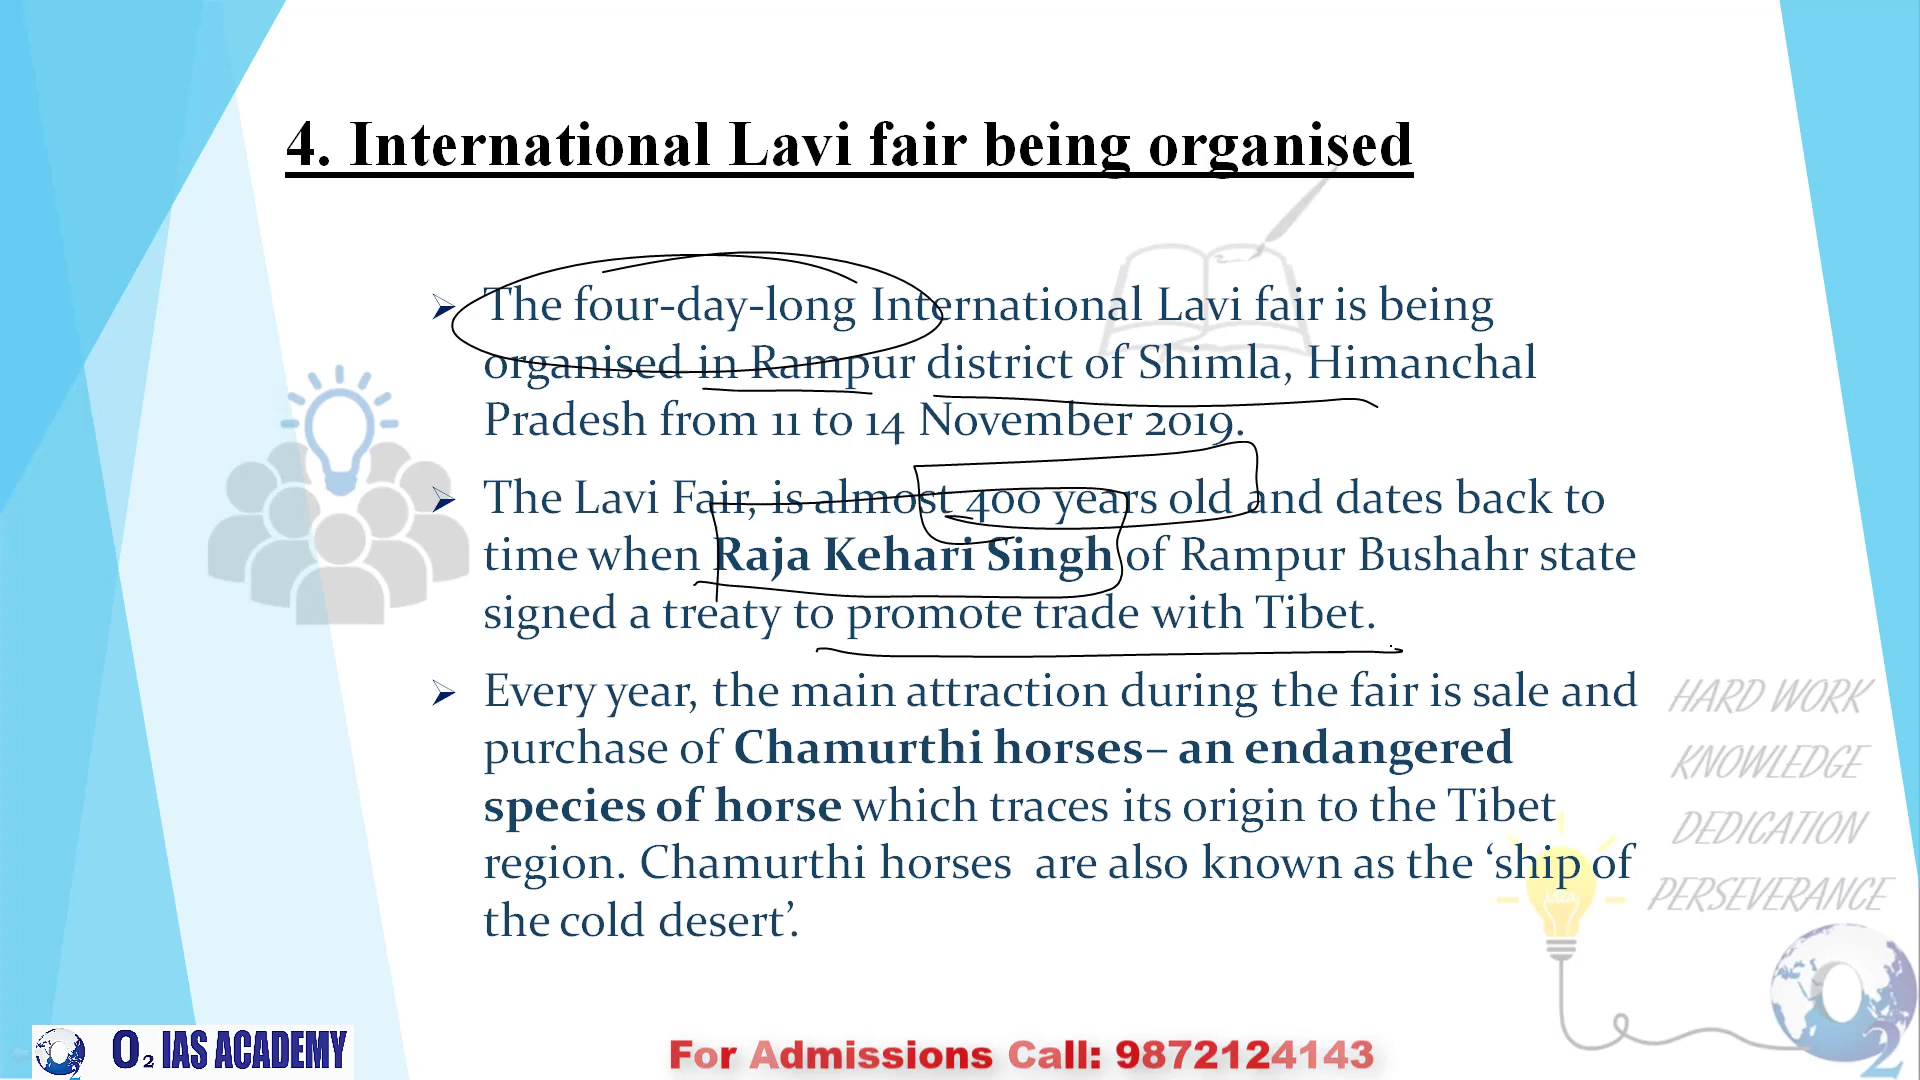 4. International Lavi fair being organised
The four-day-long International Lavi fair is being
organised in Rampur district of Shimla, Himanchal
Pradesh from 11 to 14 November 2019.
The Lavi Fair, is almost 400 years old and dates back to
time when Raja Kehari Singh of Rampur Bushahr state
signed a treaty to promote trade with Tibet.
Every year, the main attraction during the fair is sale and
purchase of Chamurthi horses– an endangered
species of horse which traces its origin to the Tibet
region. Chamurthi horses  are also known as the ‘ship of
the cold desert’.
HARD WORK
KNOWLEDGE
DEDICATION
PERSEVERANCE
O2
O2 IAS ACADEMY
For Admissions Call: 9872124143